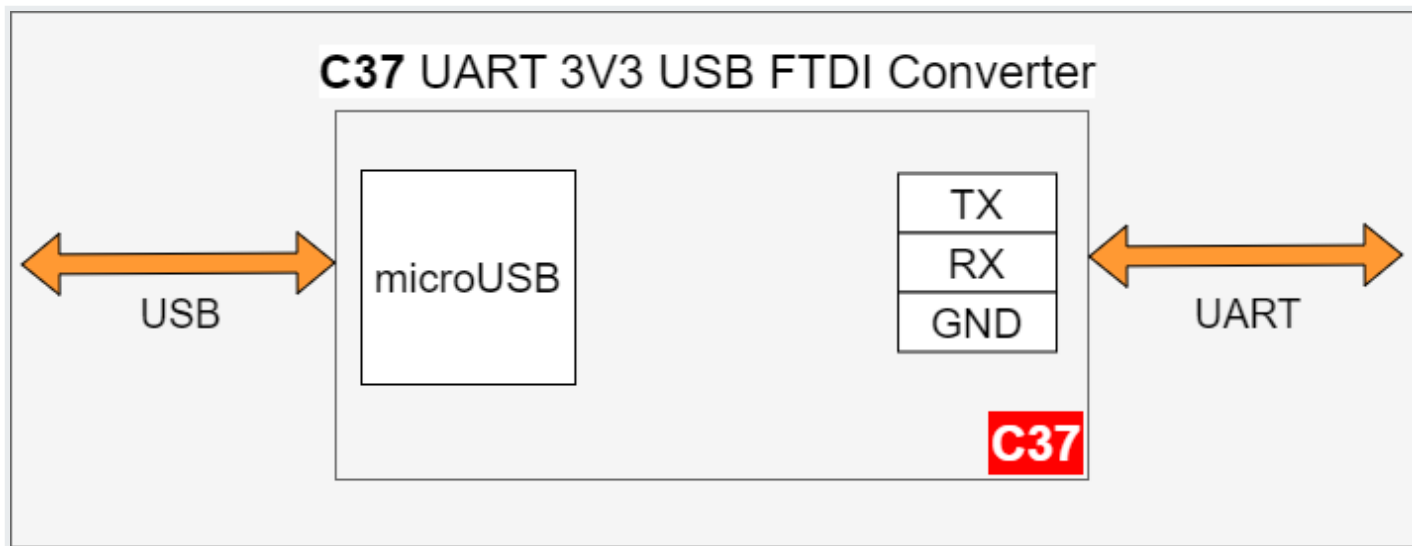 C37 UART 3V3 USB FTDI Converter
microUSB
TX
RX
GND
USB
UART
C37